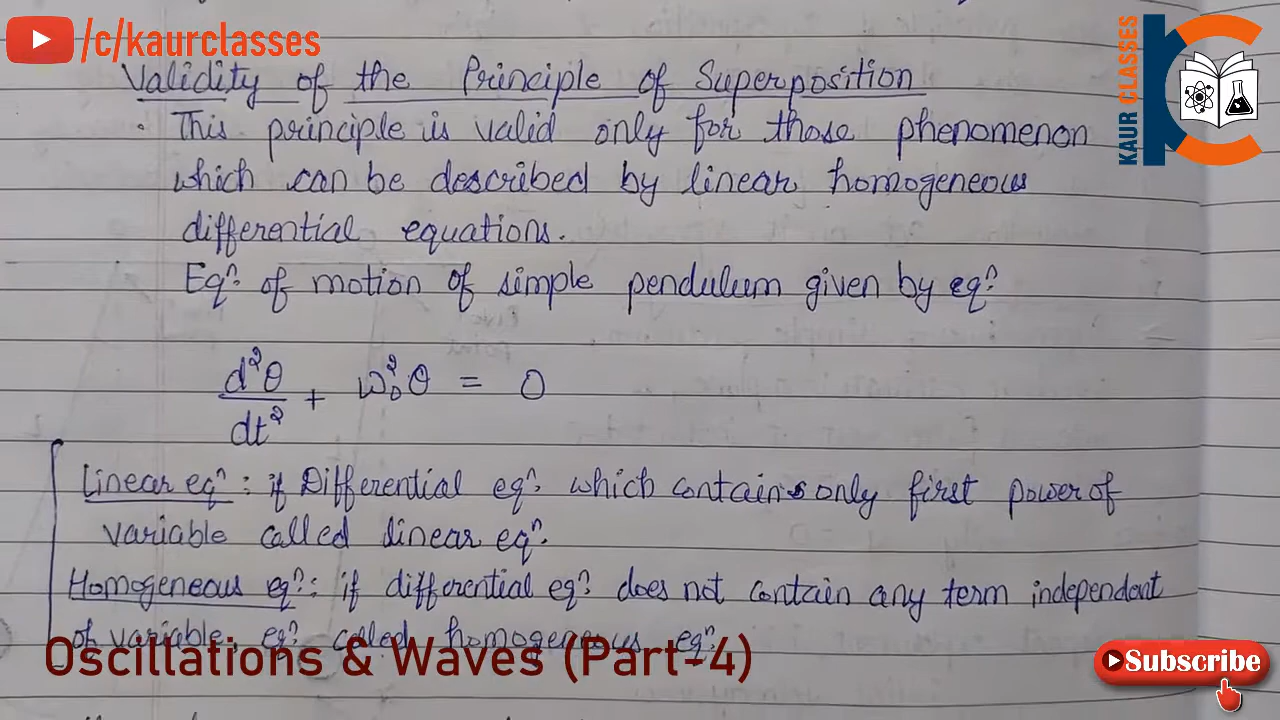 /c/kaurclasses
KAUR CLASSES
Validity of the Principle of Superposition
• This principle is valid only for those phenomenon
which can be described by linear homogeneous
differential equations.
Eqⁿ of motion of simple pendulum given by eqⁿ
d²θ/dt² + ω₀²θ = 0
Linear eqⁿ : if Differential eqⁿ. which contains only first power of
variable called linear eqⁿ.
Homogeneous eqⁿ : if differential eqⁿ does not contain any term independent
of variable, eqⁿ called homogeneous eqⁿ.
Oscillations & Waves (Part-4)
Subscribe